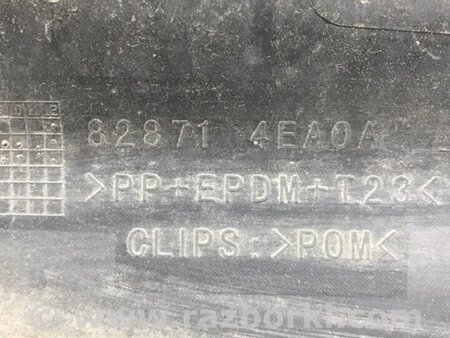 82871 4EA0A
>PP+EPDM+T23<
CLIPS:>POM<
www.razborki.com